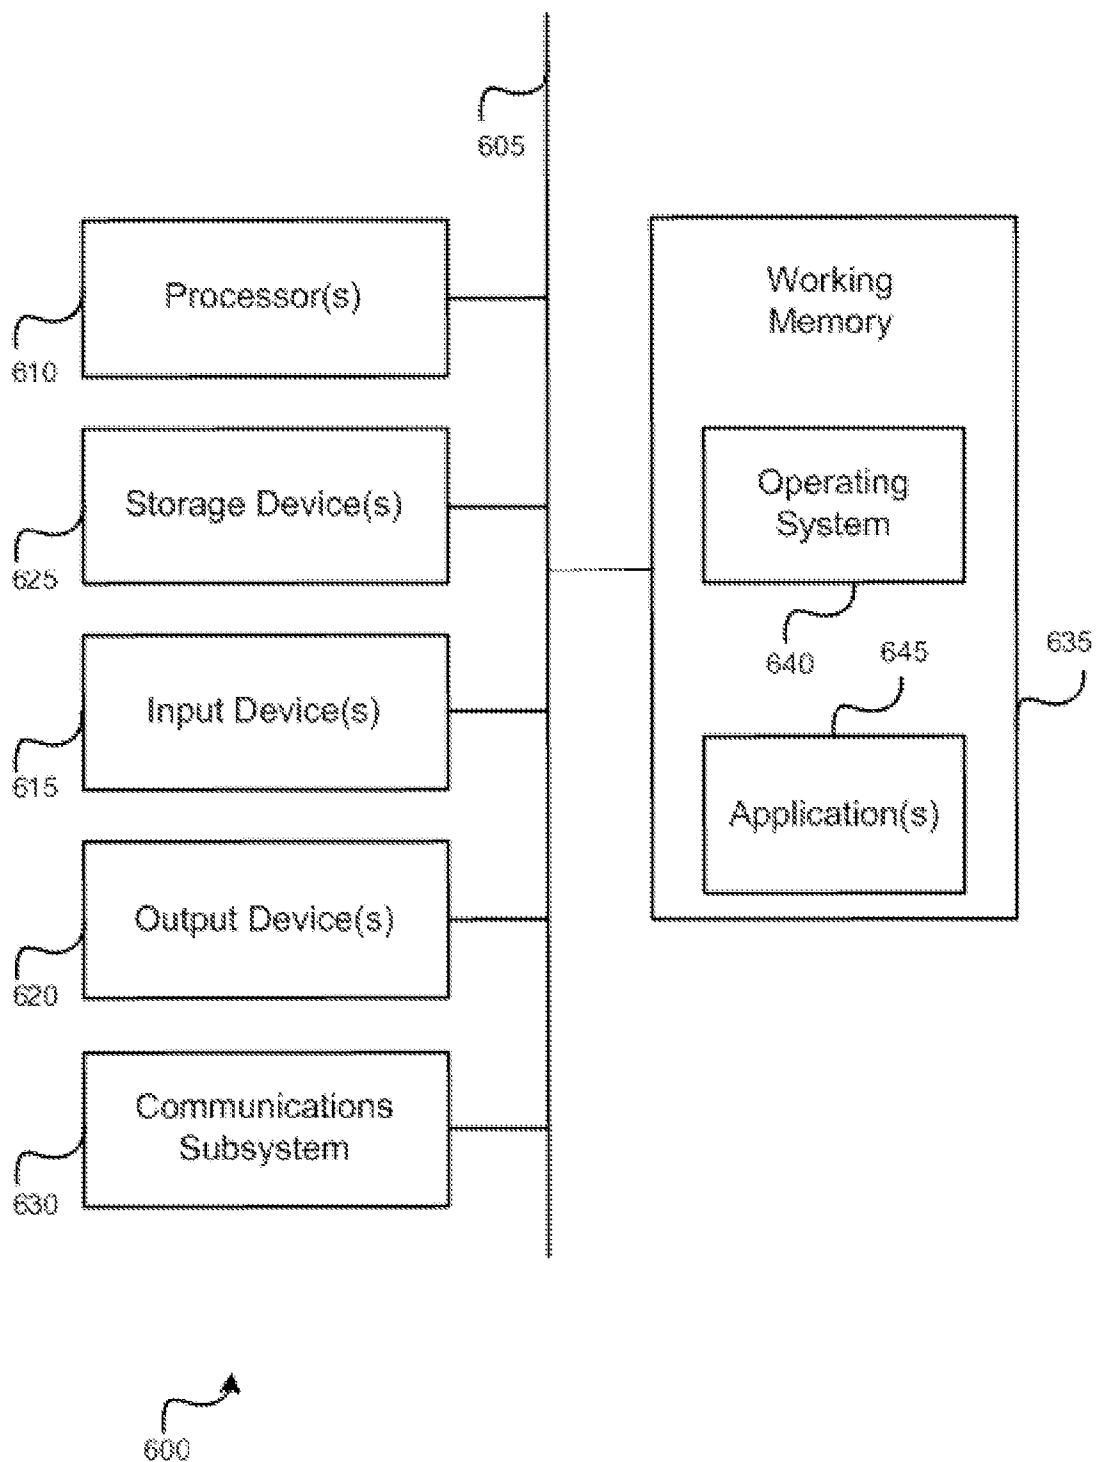 605
Processor(s)
610
Storage Device(s)
625
Input Device(s)
615
Output Device(s)
620
Communications
Subsystem
630
Working
Memory
Operating
System
640
645
635
Application(s)
600